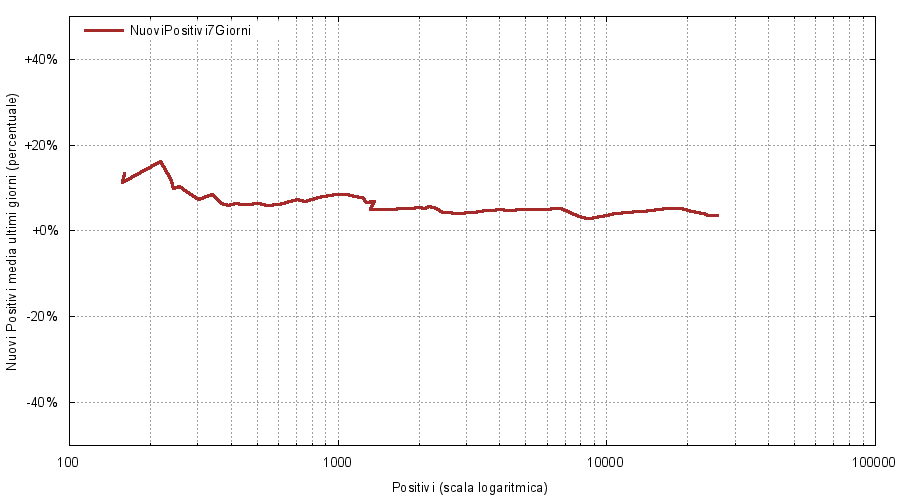 NuoviPositivi7Giorni
+40%
+20%
+0%
-20%
-40%
Nuovi Positivi media ultimi giorni (percentuale)
100 1000 10000 100000
Positivi (scala logaritmica)